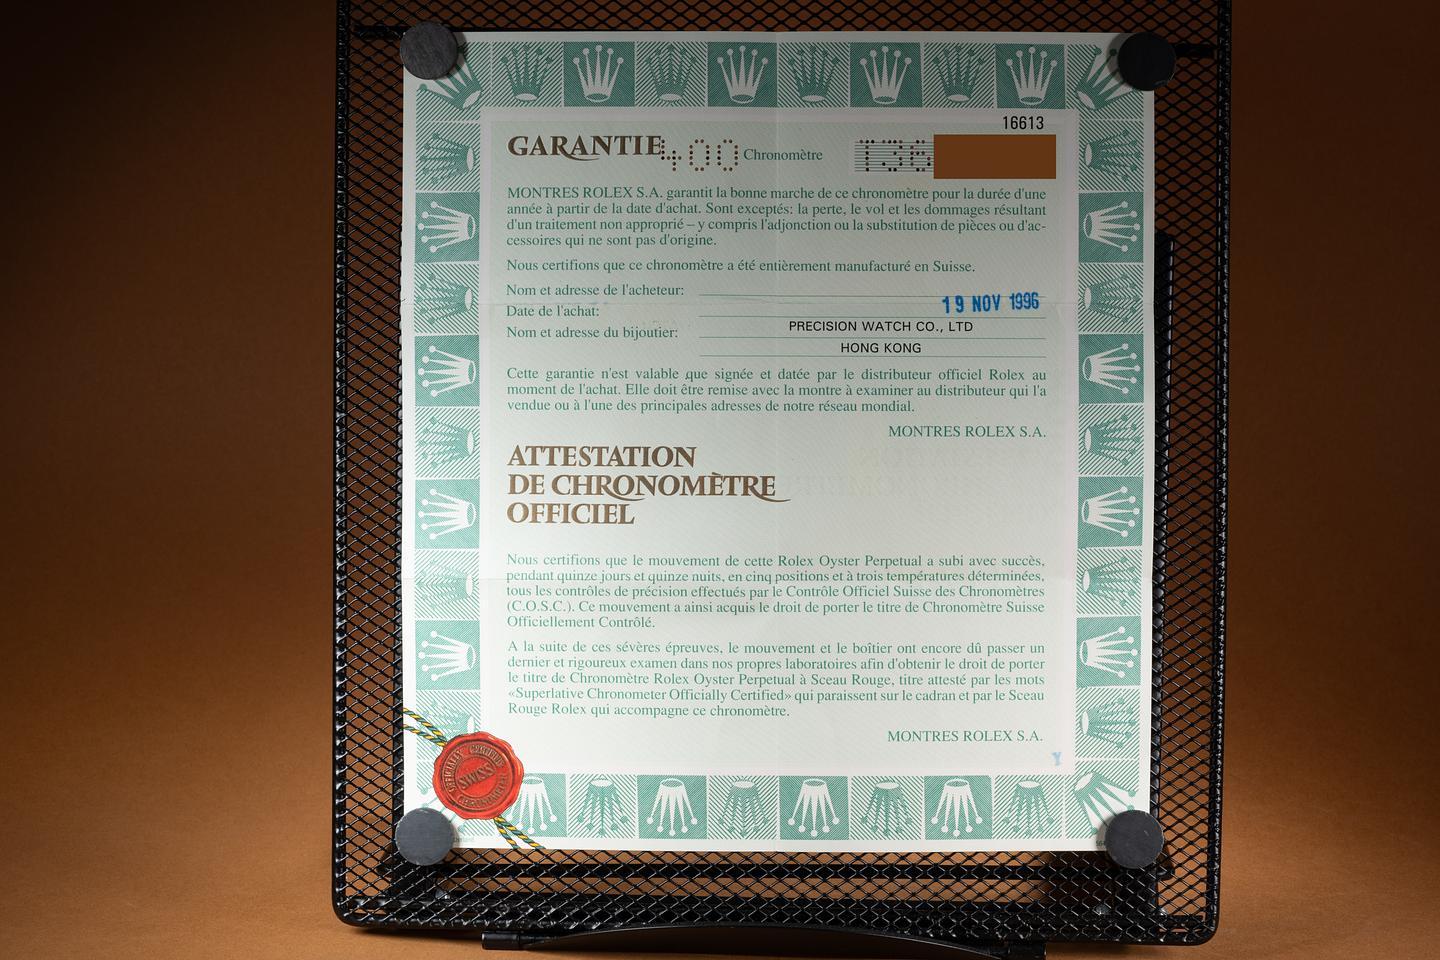 16613
GARANTIE 400 Chronomètre T36
MONTRES ROLEX S.A. garantit la bonne marche de ce chronomètre pour la durée d'une
année à partir de la date d'achat. Sont exceptés: la perte, le vol et les dommages résultant
d'un traitement non approprié – y compris l'adjonction ou la substitution de pièces ou d'ac-
cessoires qui ne sont pas d'origine.
Nous certifions que ce chronomètre a été entièrement manufacturé en Suisse.
Nom et adresse de l'acheteur:
Date de l'achat: 19 NOV 1996
Nom et adresse du bijoutier: PRECISION WATCH CO., LTD
HONG KONG
Cette garantie n'est valable que signée et datée par le distributeur officiel Rolex au
moment de l'achat. Elle doit être remise avec la montre à examiner au distributeur qui l'a
vendue ou à l'une des principales adresses de notre réseau mondial.
MONTRES ROLEX S.A.
ATTESTATION
DE CHRONOMÈTRE
OFFICIEL
Nous certifions que le mouvement de cette Rolex Oyster Perpetual a subi avec succès,
pendant quinze jours et quinze nuits, en cinq positions et à trois températures déterminées,
tous les contrôles de précision effectués par le Contrôle Officiel Suisse des Chronomètres
(C.O.S.C.). Ce mouvement a ainsi acquis le droit de porter le titre de Chronomètre Suisse
Officiellement Contrôlé.
A la suite de ces sévères épreuves, le mouvement et le boîtier ont encore dû passer un
dernier et rigoureux examen dans nos propres laboratoires afin d'obtenir le droit de porter
le titre de Chronomètre Rolex Oyster Perpetual à Sceau Rouge, titre attesté par les mots
«Superlative Chronometer Officially Certified» qui paraissent sur le cadran et par le Sceau
Rouge Rolex qui accompagne ce chronomètre.
MONTRES ROLEX S.A.
Y
OFFICIALLY CERTIFIED
SWISS
CHRONOMETER